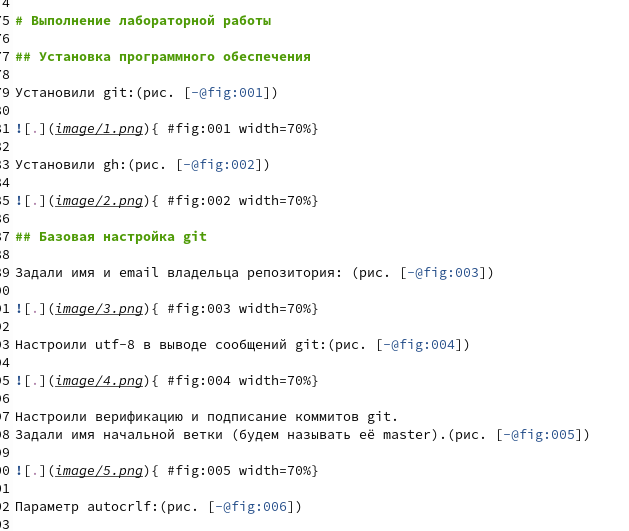 4
75 # Выполнение лабораторной работы
76
77 ## Установка программного обеспечения
78
79 Установили git:(рис. [-@fig:001])
80
81 ![.](image/1.png){ #fig:001 width=70%}
82
83 Установили gh:(рис. [-@fig:002])
84
85 ![.](image/2.png){ #fig:002 width=70%}
86
87 ## Базовая настройка git
88
89 Задали имя и email владельца репозитория: (рис. [-@fig:003])
90
91 ![.](image/3.png){ #fig:003 width=70%}
92
93 Настроили utf-8 в выводе сообщений git:(рис. [-@fig:004])
94
95 ![.](image/4.png){ #fig:004 width=70%}
96
97 Настроили верификацию и подписание коммитов git.
98 Задали имя начальной ветки (будем называть её master).(рис. [-@fig:005])
99
00 ![.](image/5.png){ #fig:005 width=70%}
01
02 Параметр autocrlf:(рис. [-@fig:006])
03